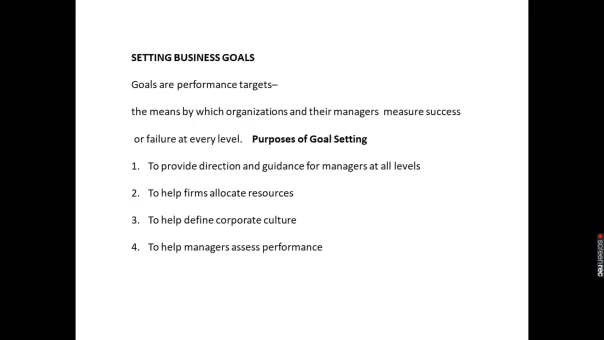 SETTING BUSINESS GOALS
Goals are performance targets–
the means by which organizations and their managers measure success
or failure at every level. Purposes of Goal Setting
1. To provide direction and guidance for managers at all levels
2. To help firms allocate resources
3. To help define corporate culture
4. To help managers assess performance
screenrec